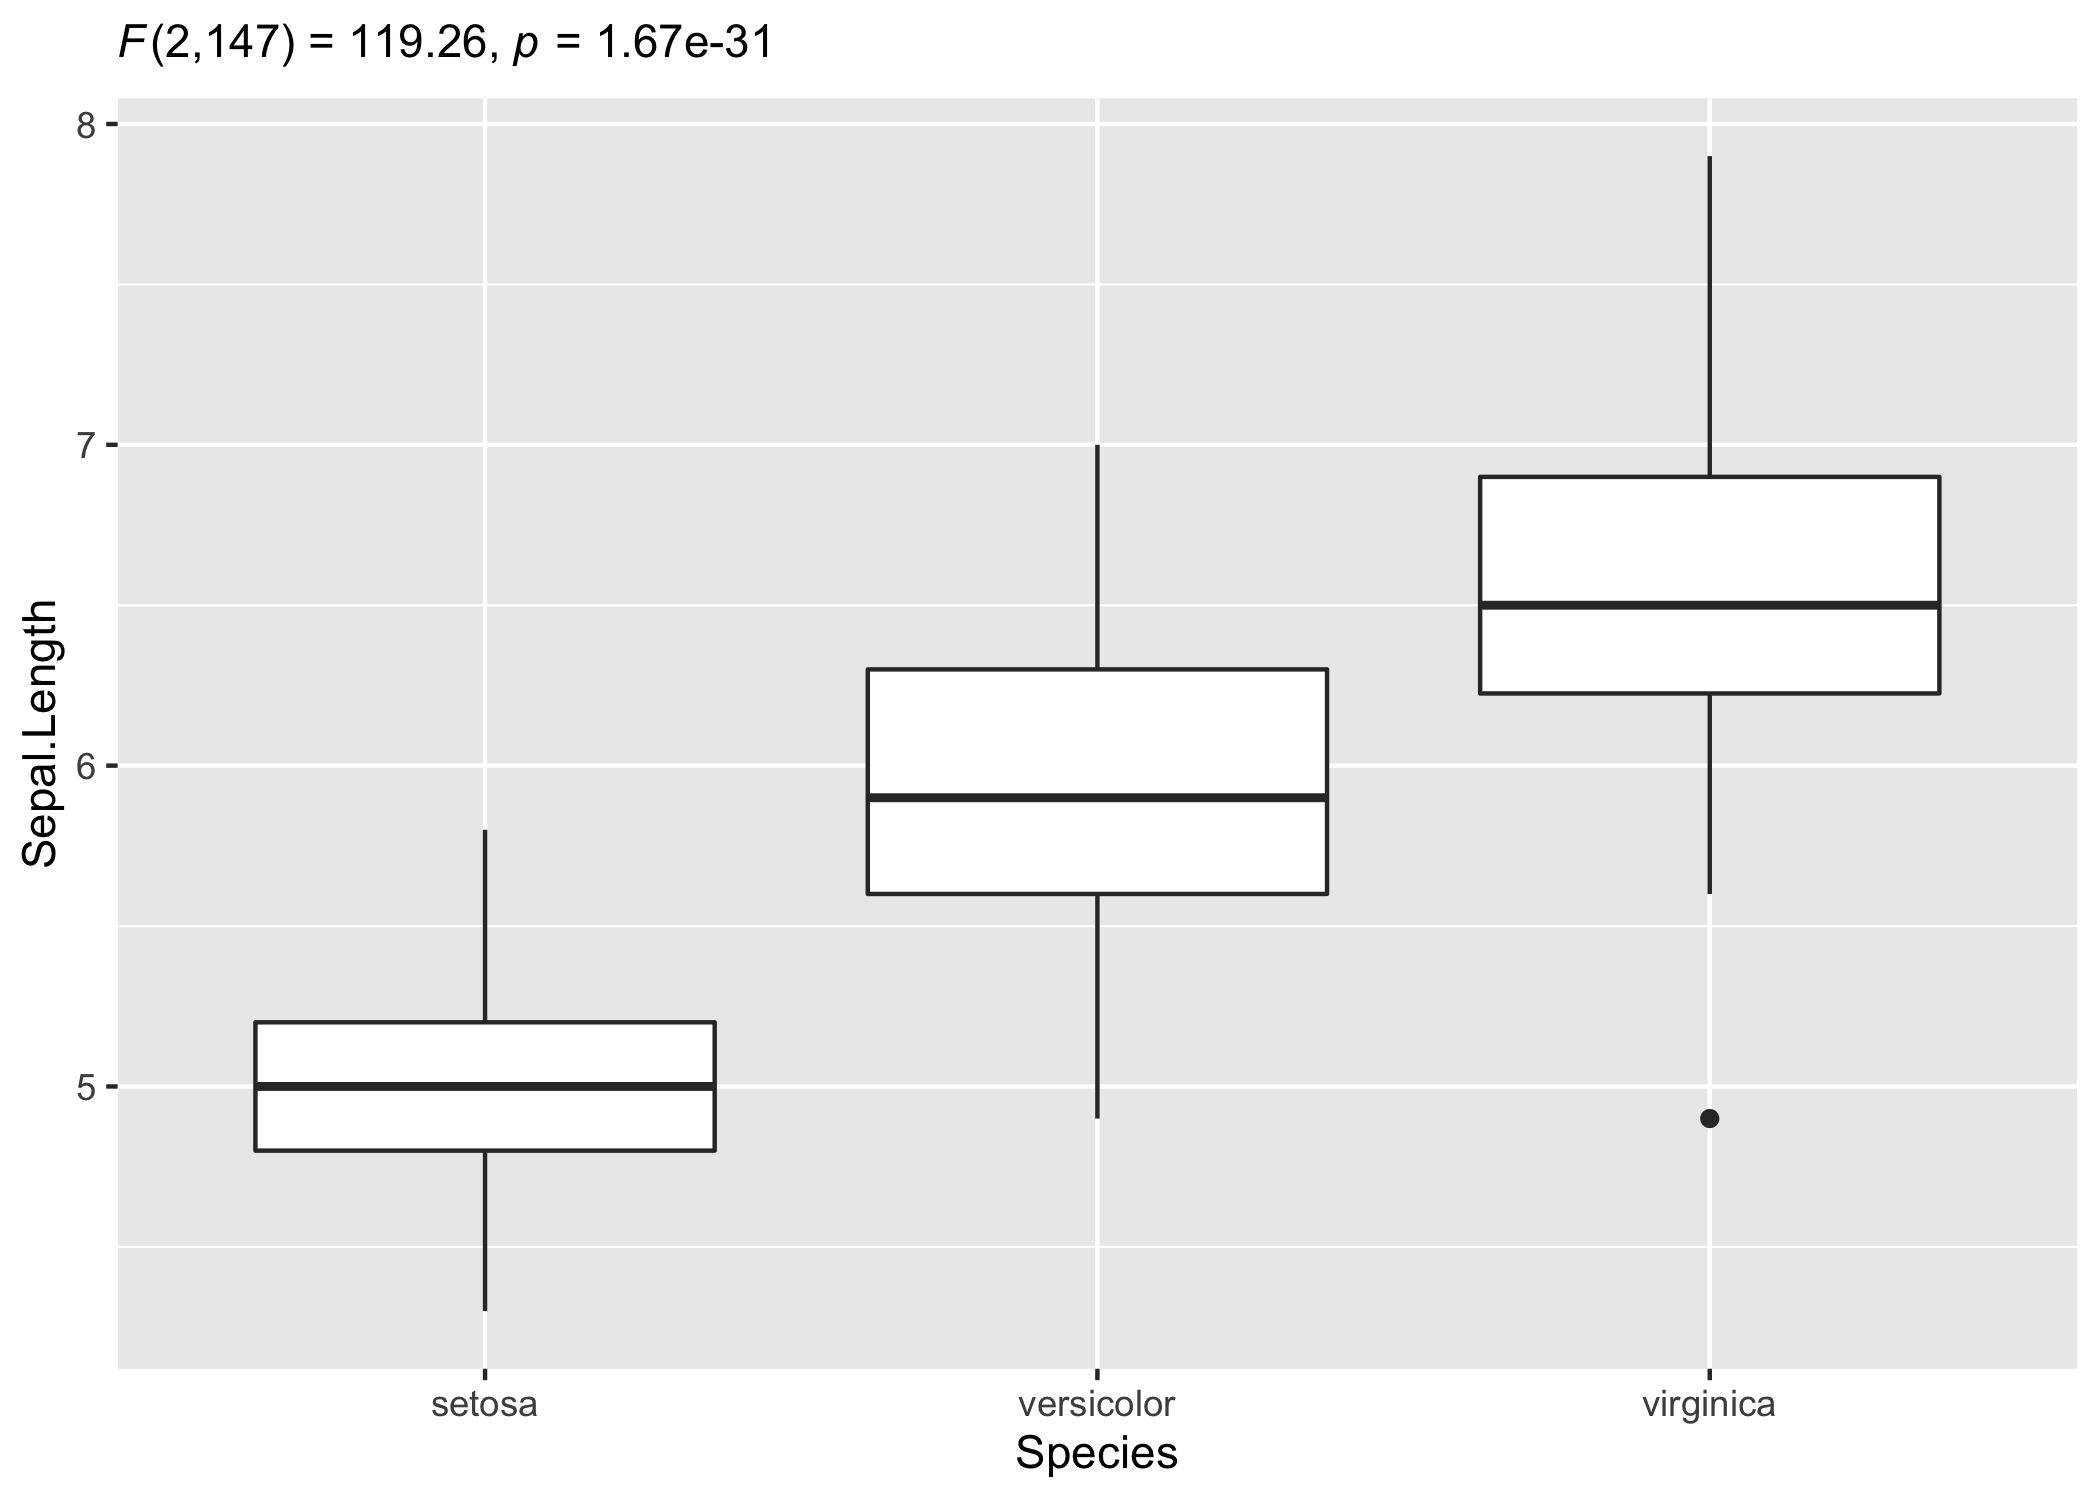 F(2,147) = 119.26, p = 1.67e-31
8
7
6
5
Sepal.Length
setosa
versicolor
virginica
Species